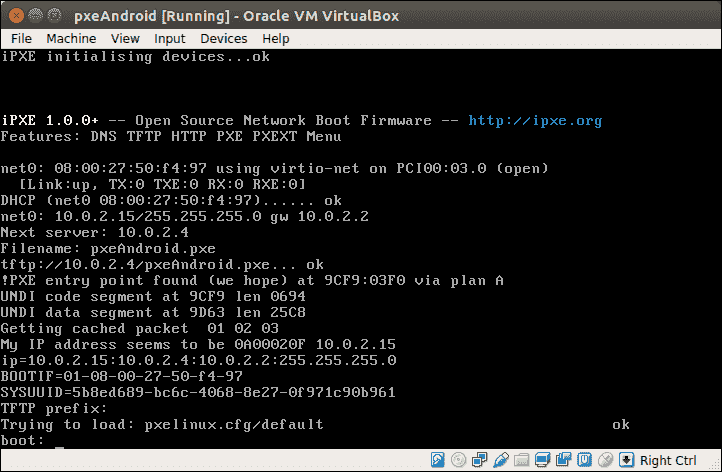 pxeAndroid [Running] - Oracle VM VirtualBox
File Machine View Input Devices Help
iPXE initialising devices...ok
iPXE 1.0.0+ -- Open Source Network Boot Firmware -- http://ipxe.org
Features: DNS TFTP HTTP PXE PXEXT Menu
net0: 08:00:27:50:f4:97 using virtio-net on PCI00:03.0 (open)
[Link:up, TX:0 TXE:0 RX:0 RXE:0]
DHCP (net0 08:00:27:50:f4:97)...... ok
net0: 10.0.2.15/255.255.255.0 gw 10.0.2.2
Next server: 10.0.2.4
Filename: pxeAndroid.pxe
tftp://10.0.2.4/pxeAndroid.pxe... ok
!PXE entry point found (we hope) at 9CF9:03F0 via plan A
UNDI code segment at 9CF9 len 0694
UNDI data segment at 9D63 len 25C8
Getting cached packet  01 02 03
My IP address seems to be 0A00020F 10.0.2.15
ip=10.0.2.15:10.0.2.4:10.0.2.2:255.255.255.0
BOOTIF=01-08-00-27-50-f4-97
SYSUUID=5b8ed689-bc6c-4068-8e27-0f971c90b961
TFTP prefix:
Trying to load: pxelinux.cfg/default ok
boot: _
Right Ctrl